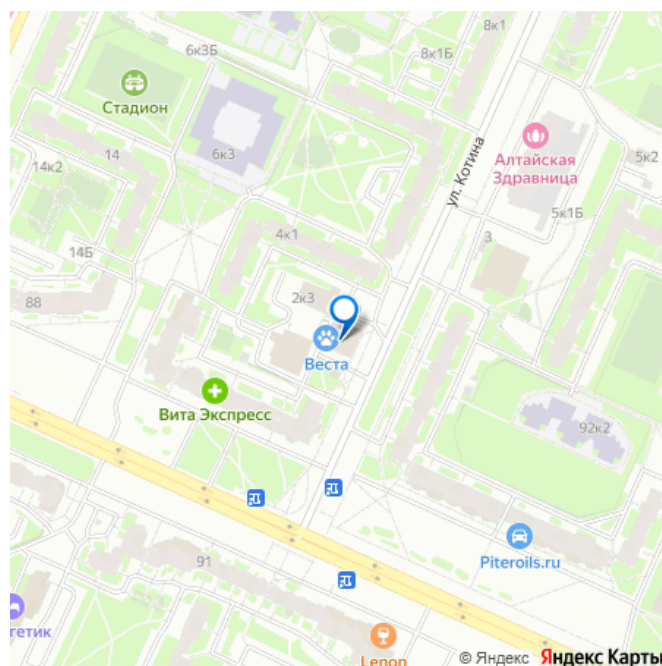 8к1
6к3Б
8к1Б
Стадион
ул. Котина
Алтайская
Здравница
14
6к3
5к2
14к2
5к1Б
4к1
3
14Б
2к3
88
Веста
Вита Экспресс
92к2
91
Piteroils.ru
гетик
Lenon
© Яндекс Яндекс Карты